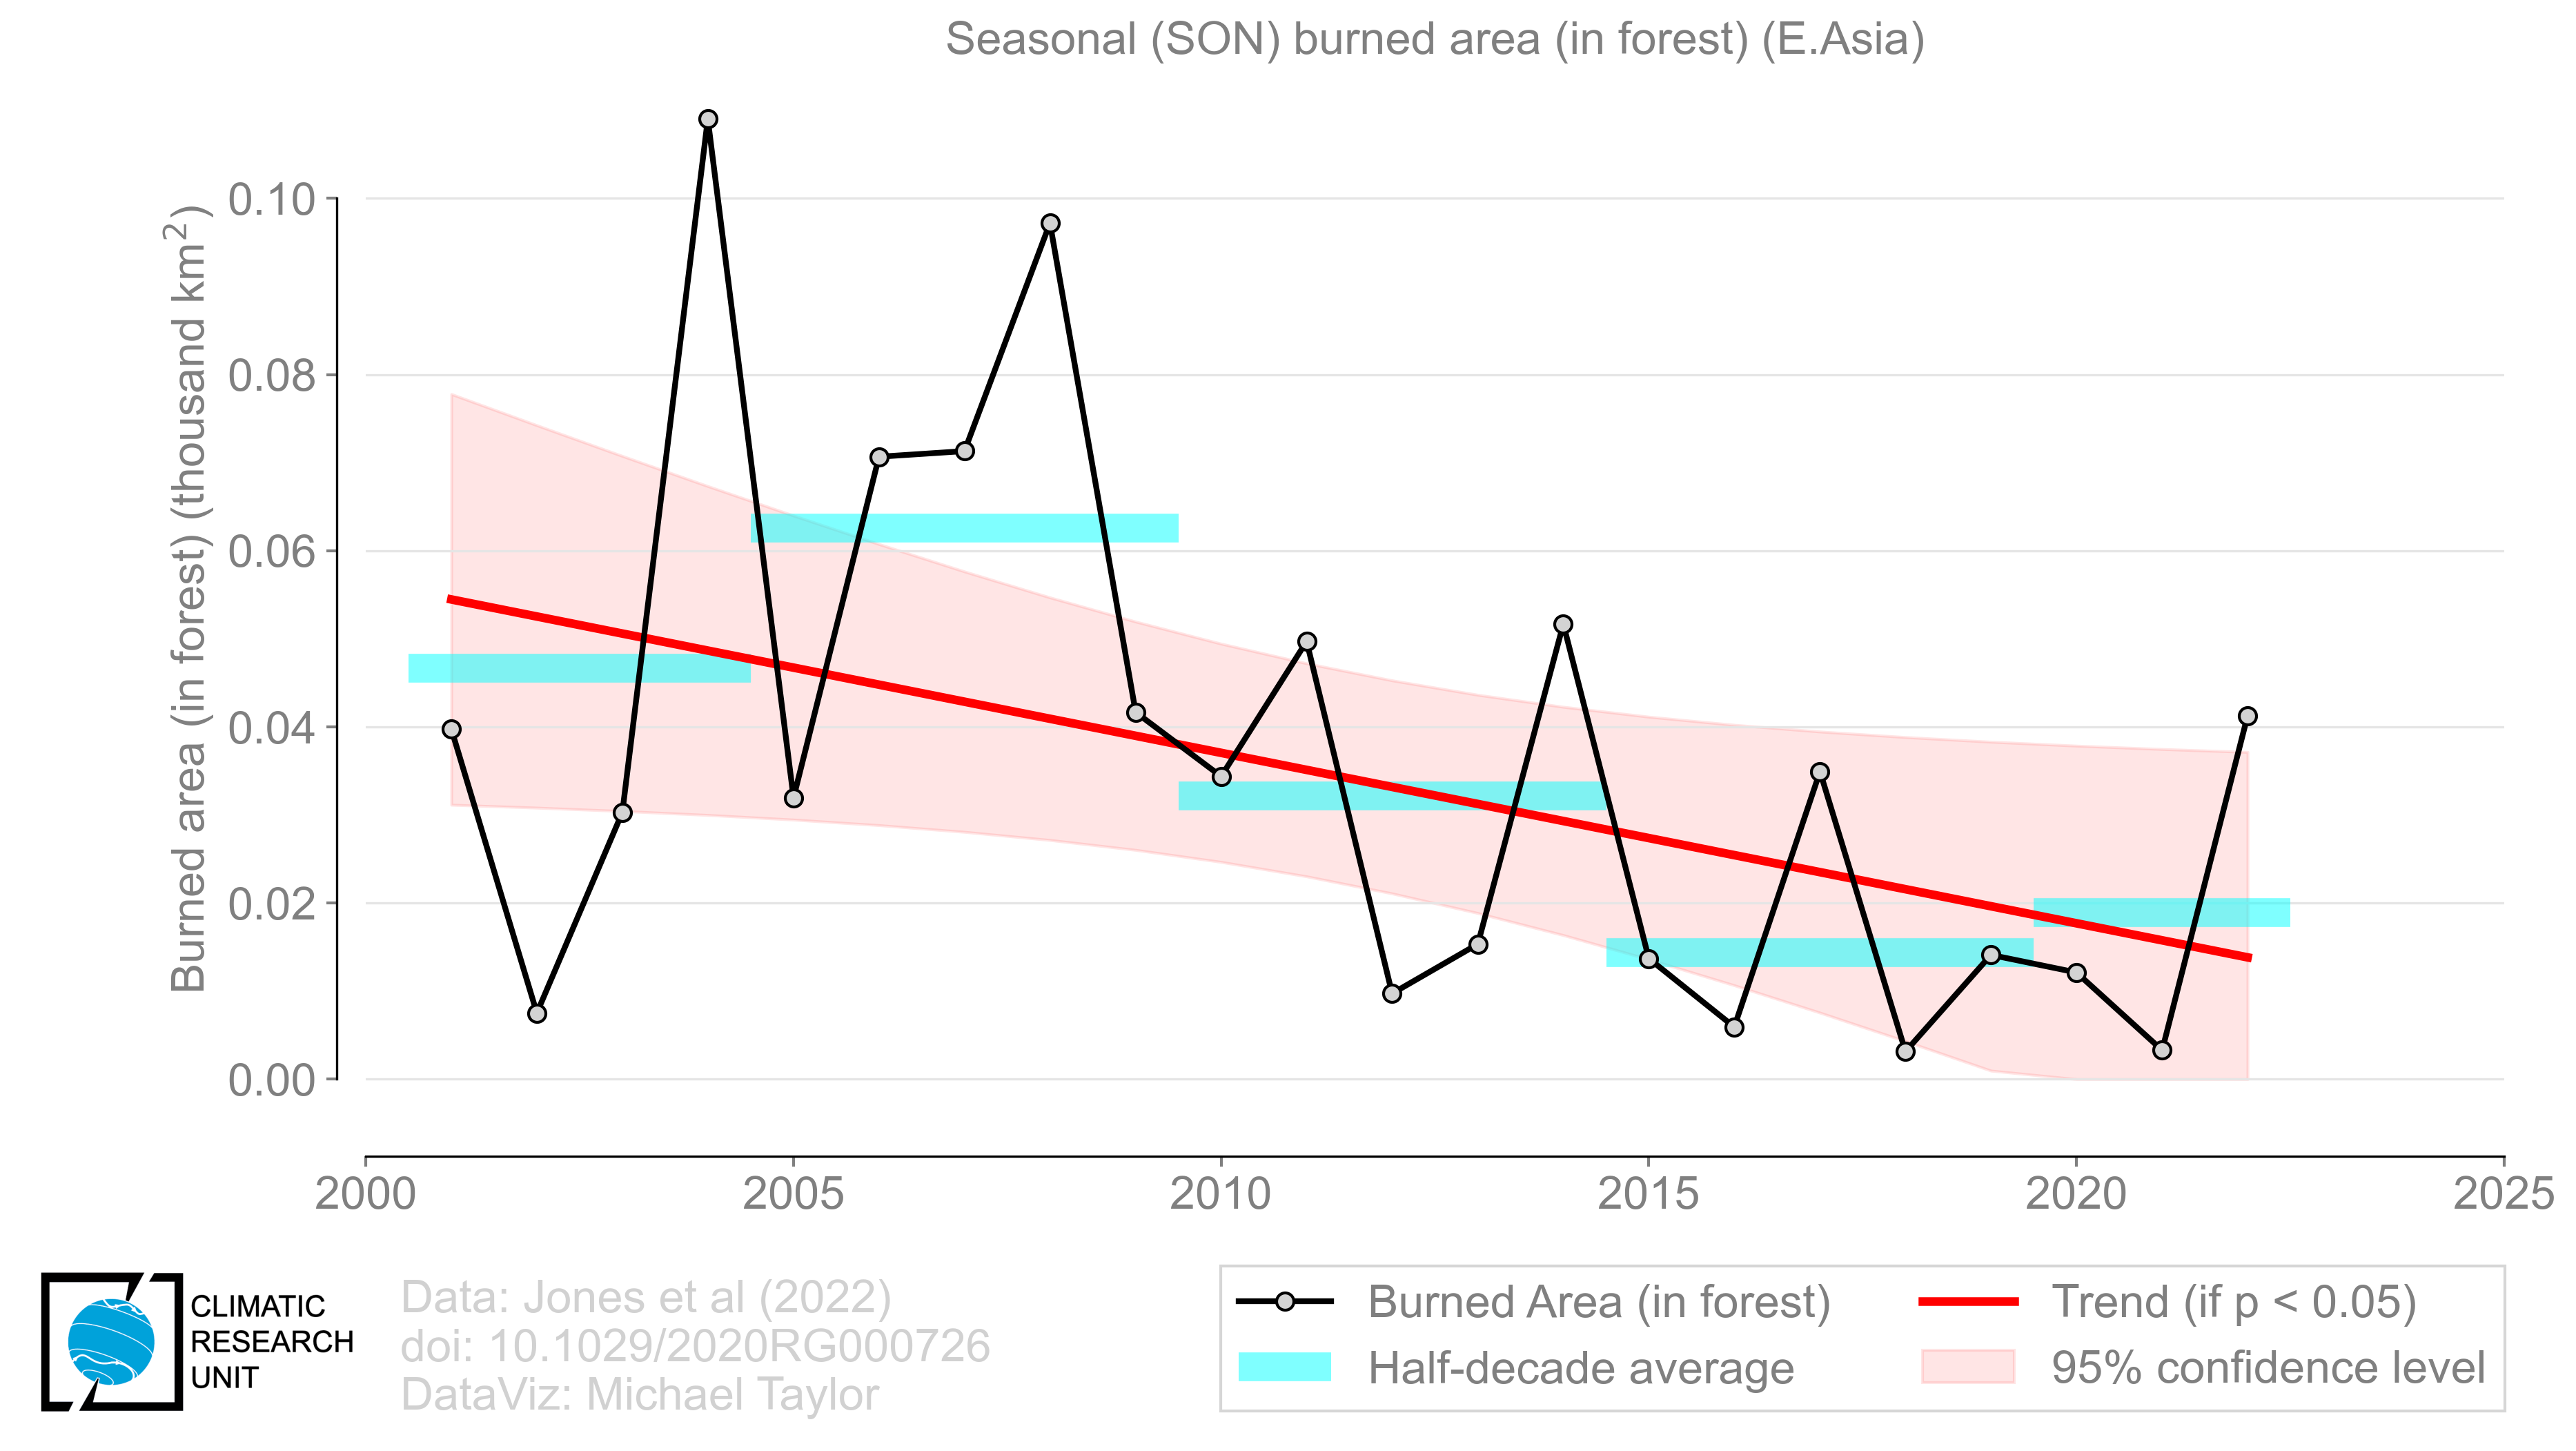 Seasonal (SON) burned area (in forest) (E.Asia)
Burned area (in forest) (thousand km²)
0.10
0.08
0.06
0.04
0.02
0.00
2000 2005 2010 2015 2020 2025
CLIMATIC
RESEARCH
UNIT
Data: Jones et al (2022)
doi: 10.1029/2020RG000726
DataViz: Michael Taylor
Burned Area (in forest)
Half-decade average
Trend (if p < 0.05)
95% confidence level